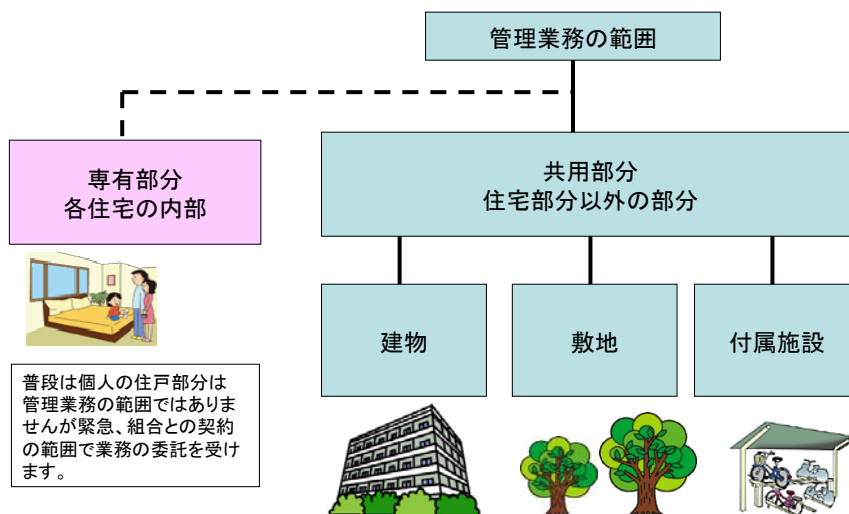 管理業務の範囲
専有部分
各住宅の内部
共用部分
住宅部分以外の部分
建物
敷地
付属施設
普段は個人の住戸部分は
管理業務の範囲ではありま
せんが緊急、組合との契約
の範囲で業務の委託を受け
ます。